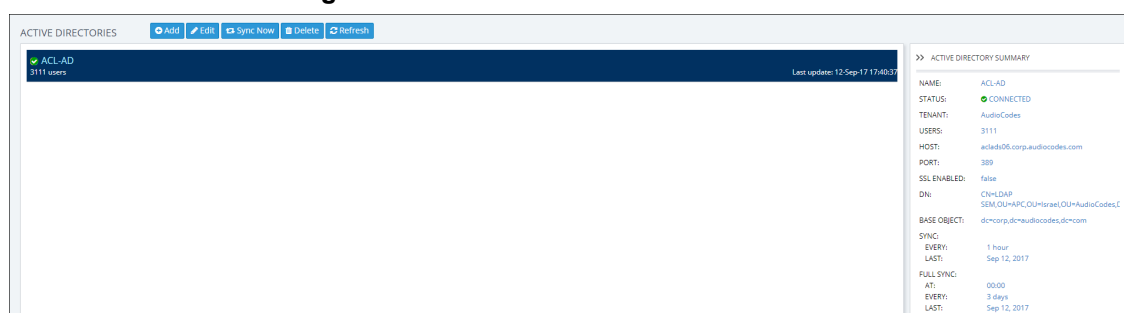 ACTIVE DIRECTORIES
Add
Edit
Sync Now
Delete
Refresh
ACL-AD
3111 users
Last update: 12-Sep-17 17:40:37
ACTIVE DIRECTORY SUMMARY
NAME: ACL-AD
STATUS: CONNECTED
TENANT: AudioCodes
USERS: 3111
HOST: aclads06.corp.audiocodes.com
PORT: 389
SSL ENABLED: false
DN: CN=LDAP
SEM,OU=APC,OU=Israel,OU=AudioCodes,
BASE OBJECT: dc=corp,dc=audiocodes,dc=com
SYNC:
EVERY: 1 hour
LAST: Sep 12, 2017
FULL SYNC:
AT: 00:00
EVERY: 3 days
LAST: Sep 12, 2017